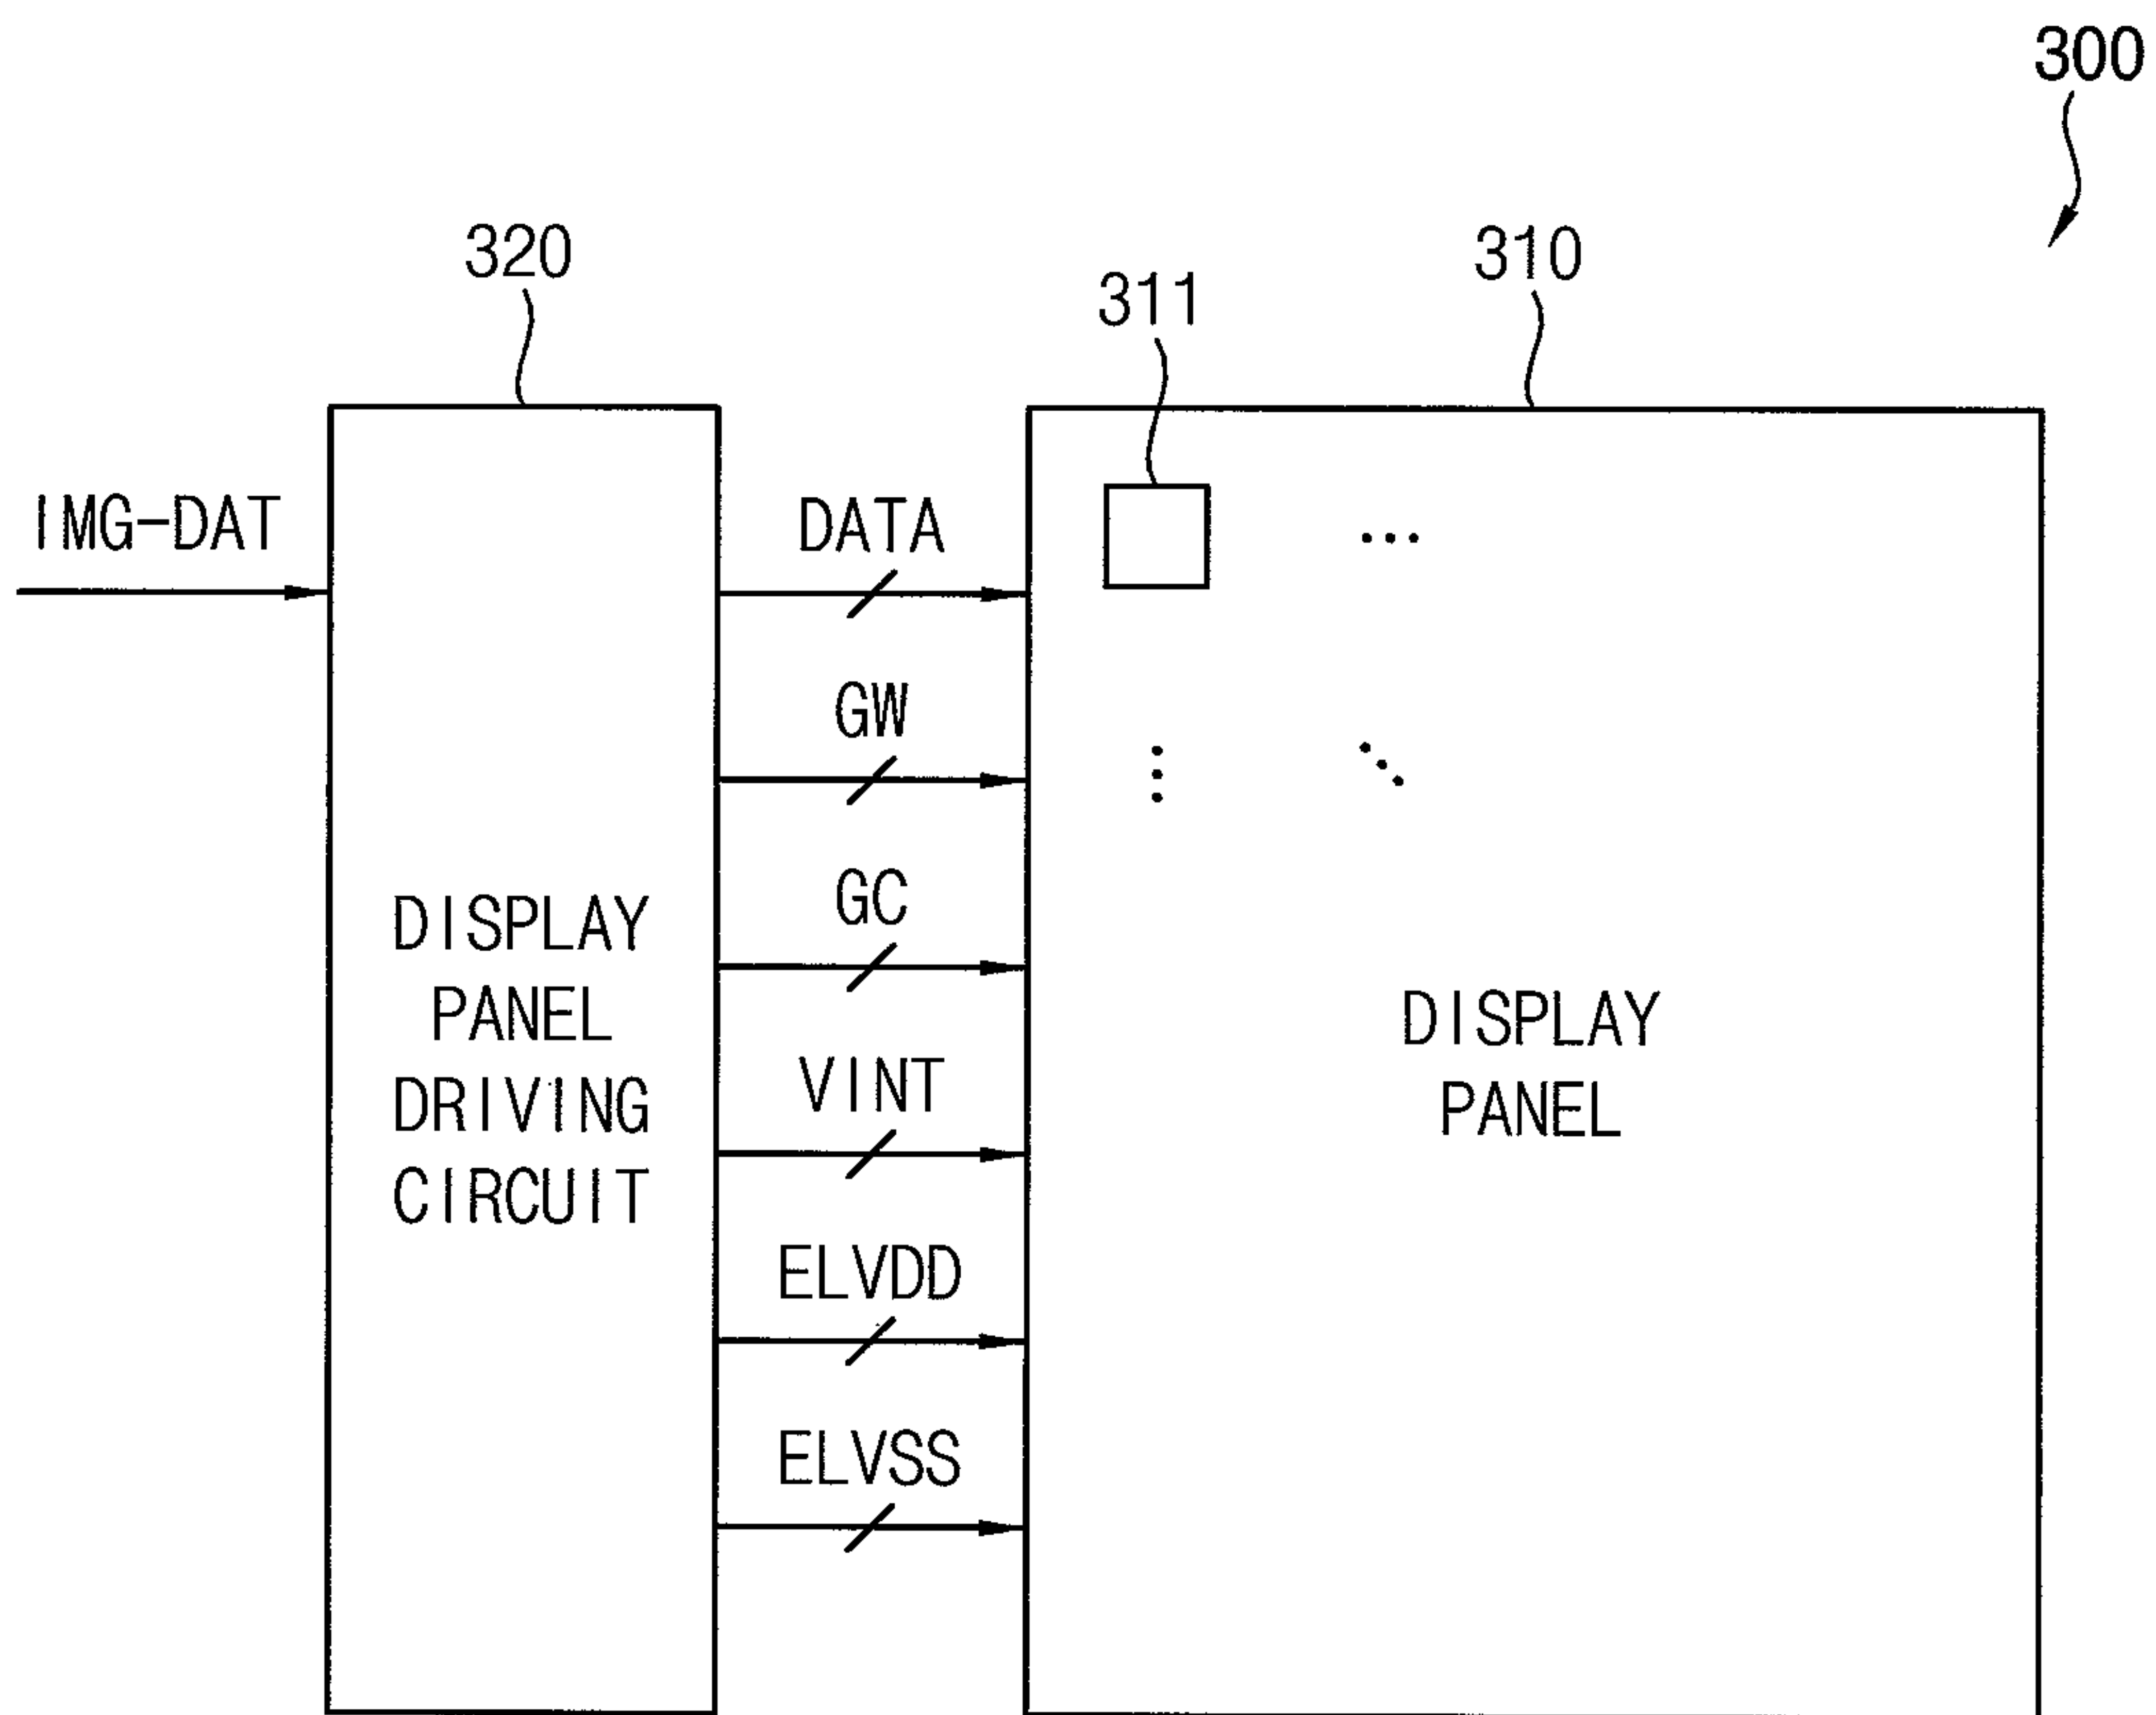 300
320
311
310
IMG-DAT
DATA
GW
GC
VINT
ELVDD
ELVSS
DISPLAY
PANEL
DRIVING
CIRCUIT
DISPLAY
PANEL